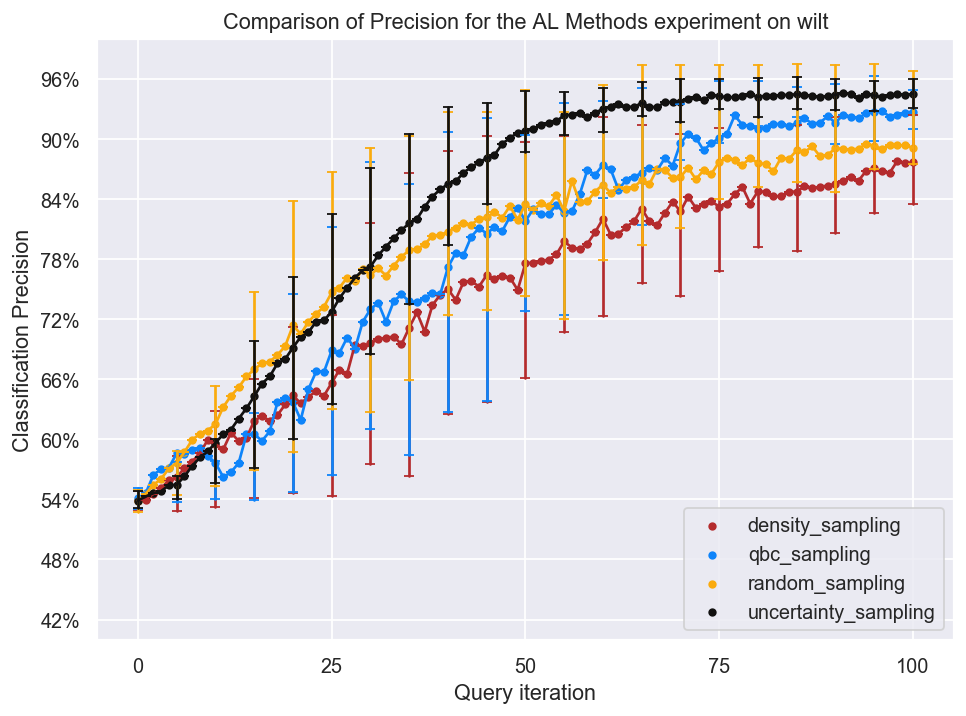 Comparison of Precision for the AL Methods experiment on wilt
96%
90%
84%
78%
72%
66%
60%
54%
48%
42%
Classification Precision
0 25 50 75 100
Query iteration
density_sampling
qbc_sampling
random_sampling
uncertainty_sampling